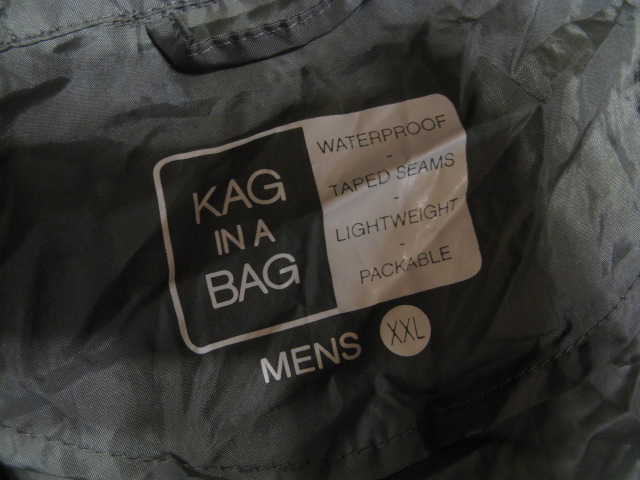 KAG
IN A
BAG
WATERPROOF
-
TAPED SEAMS
-
LIGHTWEIGHT
-
PACKABLE
MENS XXL